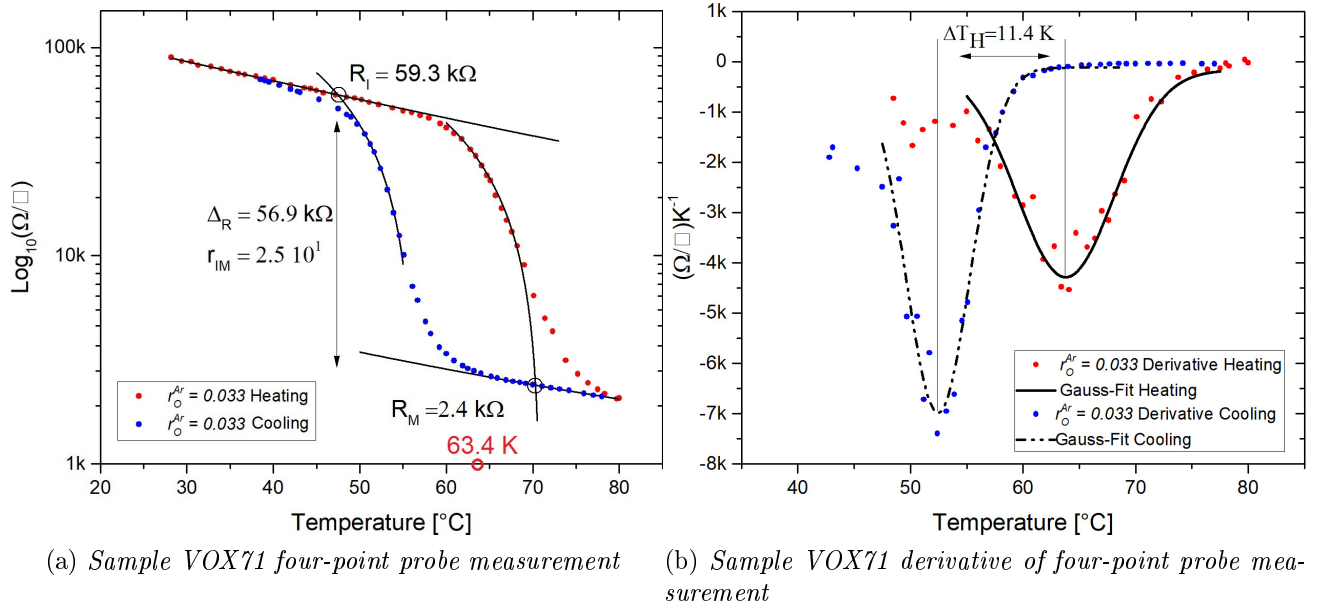 100k
10k
1k
Log10(Ω/□)
R_I = 59.3 kΩ
Δ_R = 56.9 kΩ
r_IM = 2.5 10^1
R_M =2.4 kΩ
63.4 K
r_O^Ar = 0.033 Heating
r_O^Ar = 0.033 Cooling
20 30 40 50 60 70 80
Temperature [°C]
(a) Sample VOX71 four-point probe measurement
1k
0
-1k
-2k
-3k
-4k
-5k
-6k
-7k
-8k
(Ω/□)K^-1
ΔT_H=11.4 K
r_O^Ar = 0.033 Derivative Heating
Gauss-Fit Heating
r_O^Ar = 0.033 Derivative Cooling
Gauss-Fit Cooling
40 50 60 70 80
Temperature [°C]
(b) Sample VOX71 derivative of four-point probe mea-
surement